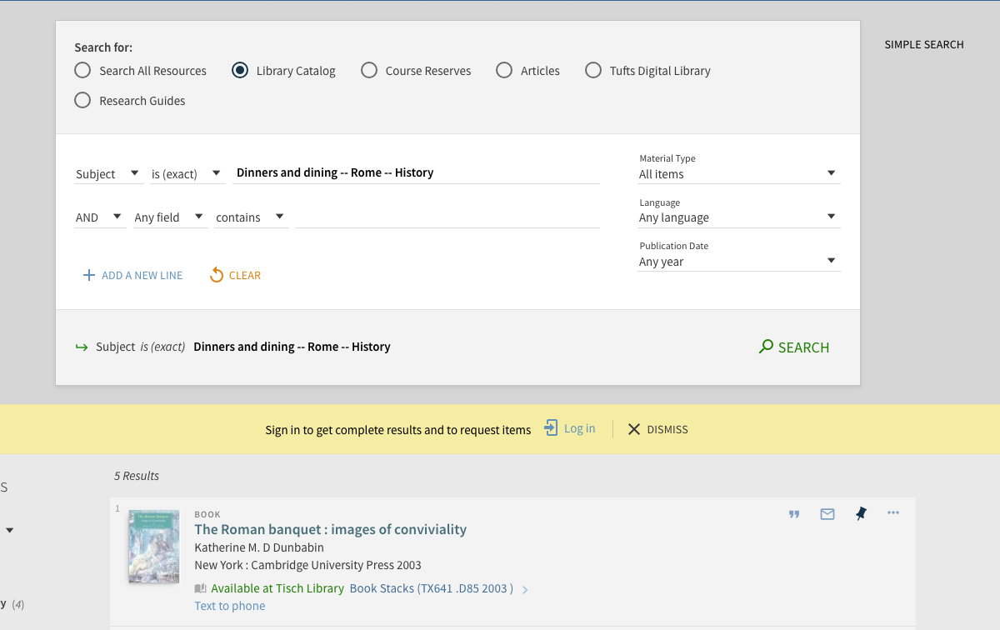 SIMPLE SEARCH
Search for:
Search All Resources Library Catalog Course Reserves Articles Tufts Digital Library
Research Guides
Subject is (exact) Dinners and dining -- Rome -- History
AND Any field contains
Material Type
All items
Language
Any language
Publication Date
Any year
ADD A NEW LINE CLEAR
Subject is (exact) Dinners and dining -- Rome -- History
SEARCH
Sign in to get complete results and to request items Log in DISMISS
5 Results
S
y (4)
1
BOOK
The Roman banquet : images of conviviality
Katherine M. D Dunbabin
New York : Cambridge University Press 2003
Available at Tisch Library Book Stacks (TX641 .D85 2003 )
Text to phone
The Roman Banquet